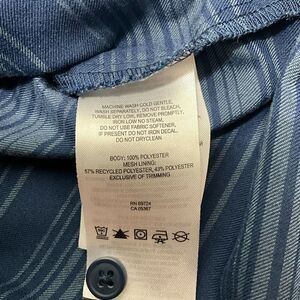 MACHINE WASH COLD GENTLE,
WASH SEPARATELY, DO NOT BLEACH,
TUMBLE DRY LOW, REMOVE PROMPTLY,
IRON LOW NO STEAM,
DO NOT USE FABRIC SOFTENER,
IF PRESENT DO NOT IRON DECAL,
DO NOT DRYCLEAN.
BODY: 100% POLYESTER
MESH LINING:
57% RECYCLED POLYESTER, 43% POLYESTER
EXCLUSIVE OF TRIMMING
RN 89724
CA 05367